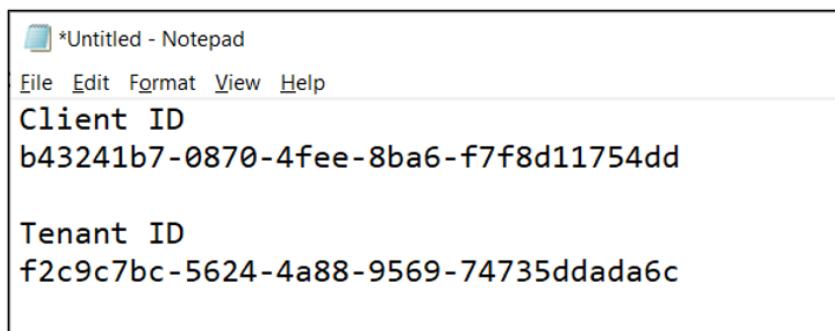 *Untitled - Notepad
File Edit Format View Help
Client ID
b43241b7-0870-4fee-8ba6-f7f8d11754dd
Tenant ID
f2c9c7bc-5624-4a88-9569-74735ddada6c